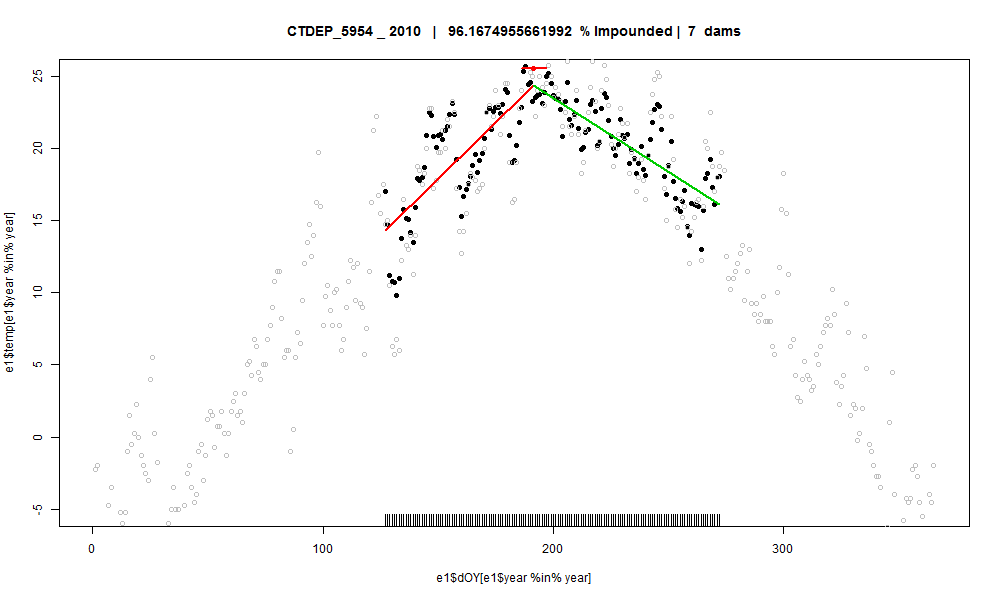 CTDEP_5954 _ 2010 | 96.1674955661992 % Impounded | 7 dams
25
20
15
10
5
0
-5
e1$temp[e1$year %in% year]
0 100 200 300
e1$dOY[e1$year %in% year]